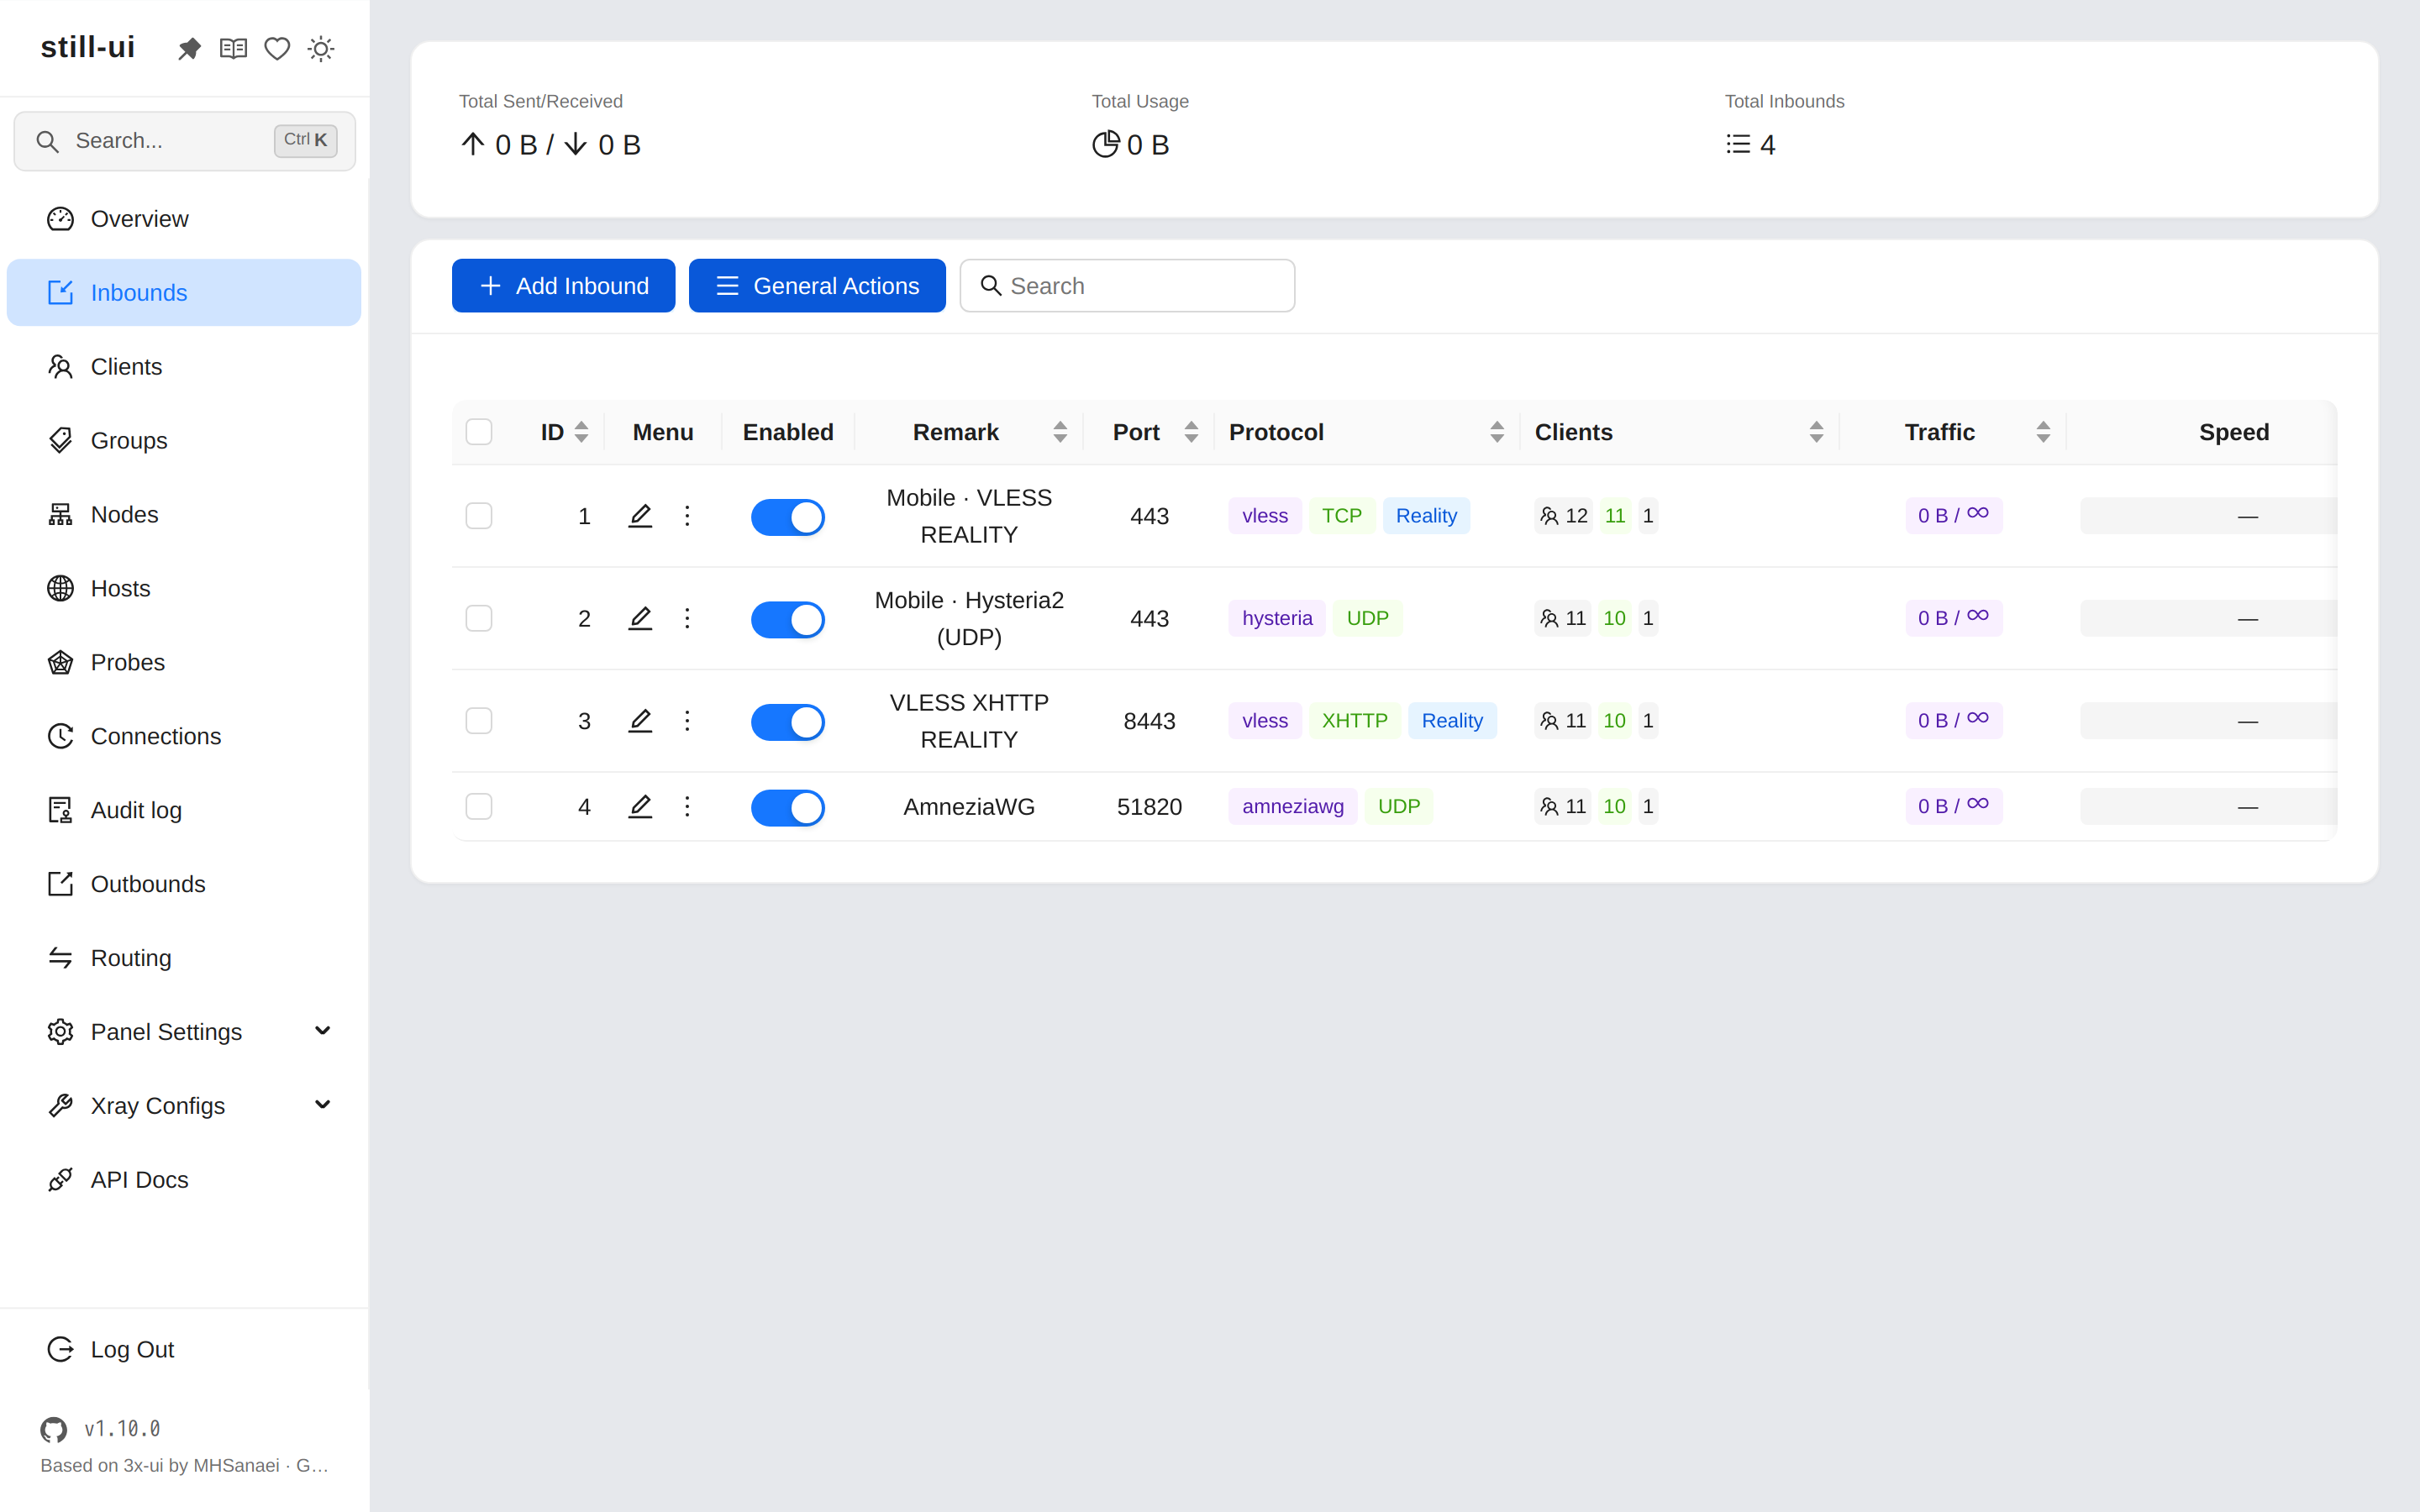 still-ui
Search... Ctrl K
Overview
Inbounds
Clients
Groups
Nodes
Hosts
Probes
Connections
Audit log
Outbounds
Routing
Panel Settings
Xray Configs
API Docs
Log Out
v1.10.0
Based on 3x-ui by MHSanaei · G...
Total Sent/Received
0 B / 0 B
Total Usage
0 B
Total Inbounds
4
Add Inbound General Actions Search
ID Menu Enabled Remark Port Protocol Clients Traffic Speed
1 Mobile · VLESS REALITY 443 vless TCP Reality 12 11 1 0 B / ∞ —
2 Mobile · Hysteria2 (UDP) 443 hysteria UDP 11 10 1 0 B / ∞ —
3 VLESS XHTTP REALITY 8443 vless XHTTP Reality 11 10 1 0 B / ∞ —
4 AmneziaWG 51820 amneziawg UDP 11 10 1 0 B / ∞ —